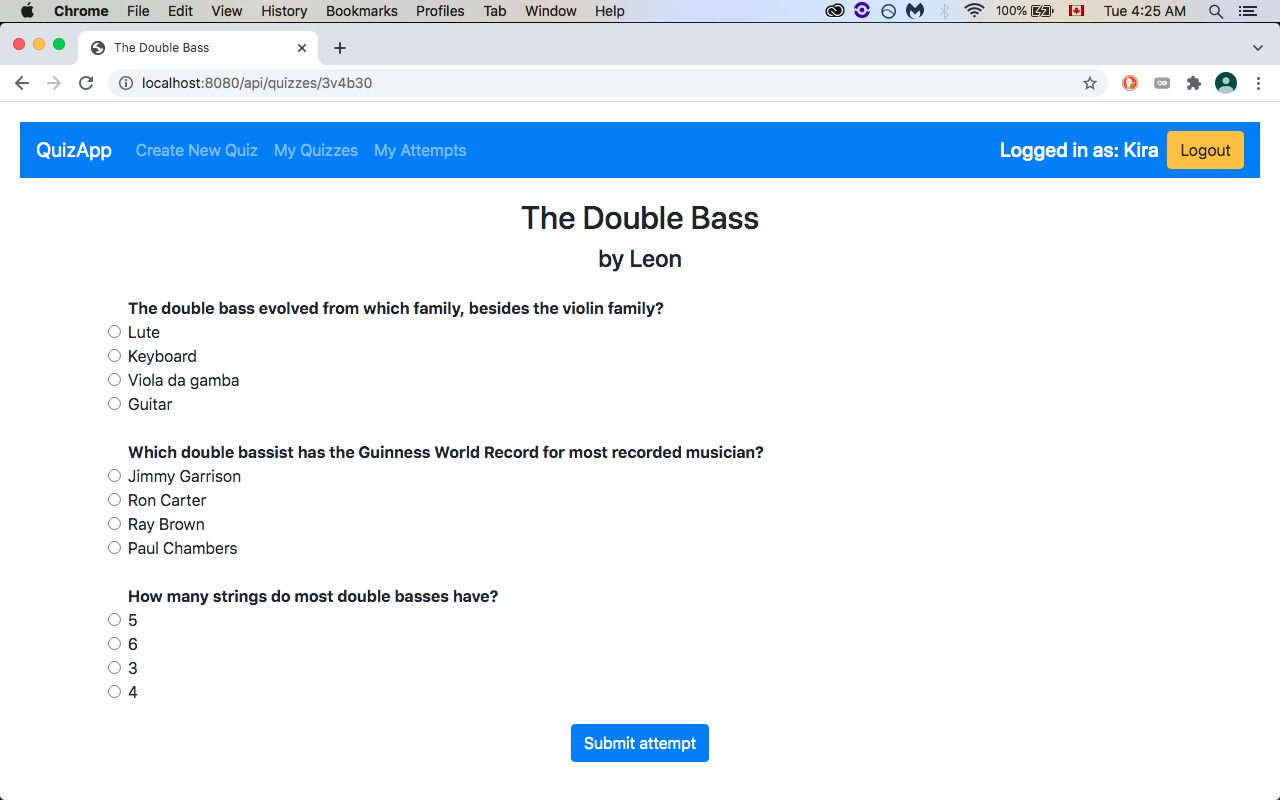 Chrome File Edit View History Bookmarks Profiles Tab Window Help 100% Tue 4:25 AM
The Double Bass
localhost:8080/api/quizzes/3v4b30
QuizApp Create New Quiz My Quizzes My Attempts Logged in as: Kira Logout
The Double Bass
by Leon
The double bass evolved from which family, besides the violin family?
Lute
Keyboard
Viola da gamba
Guitar
Which double bassist has the Guinness World Record for most recorded musician?
Jimmy Garrison
Ron Carter
Ray Brown
Paul Chambers
How many strings do most double basses have?
5
6
3
4
Submit attempt